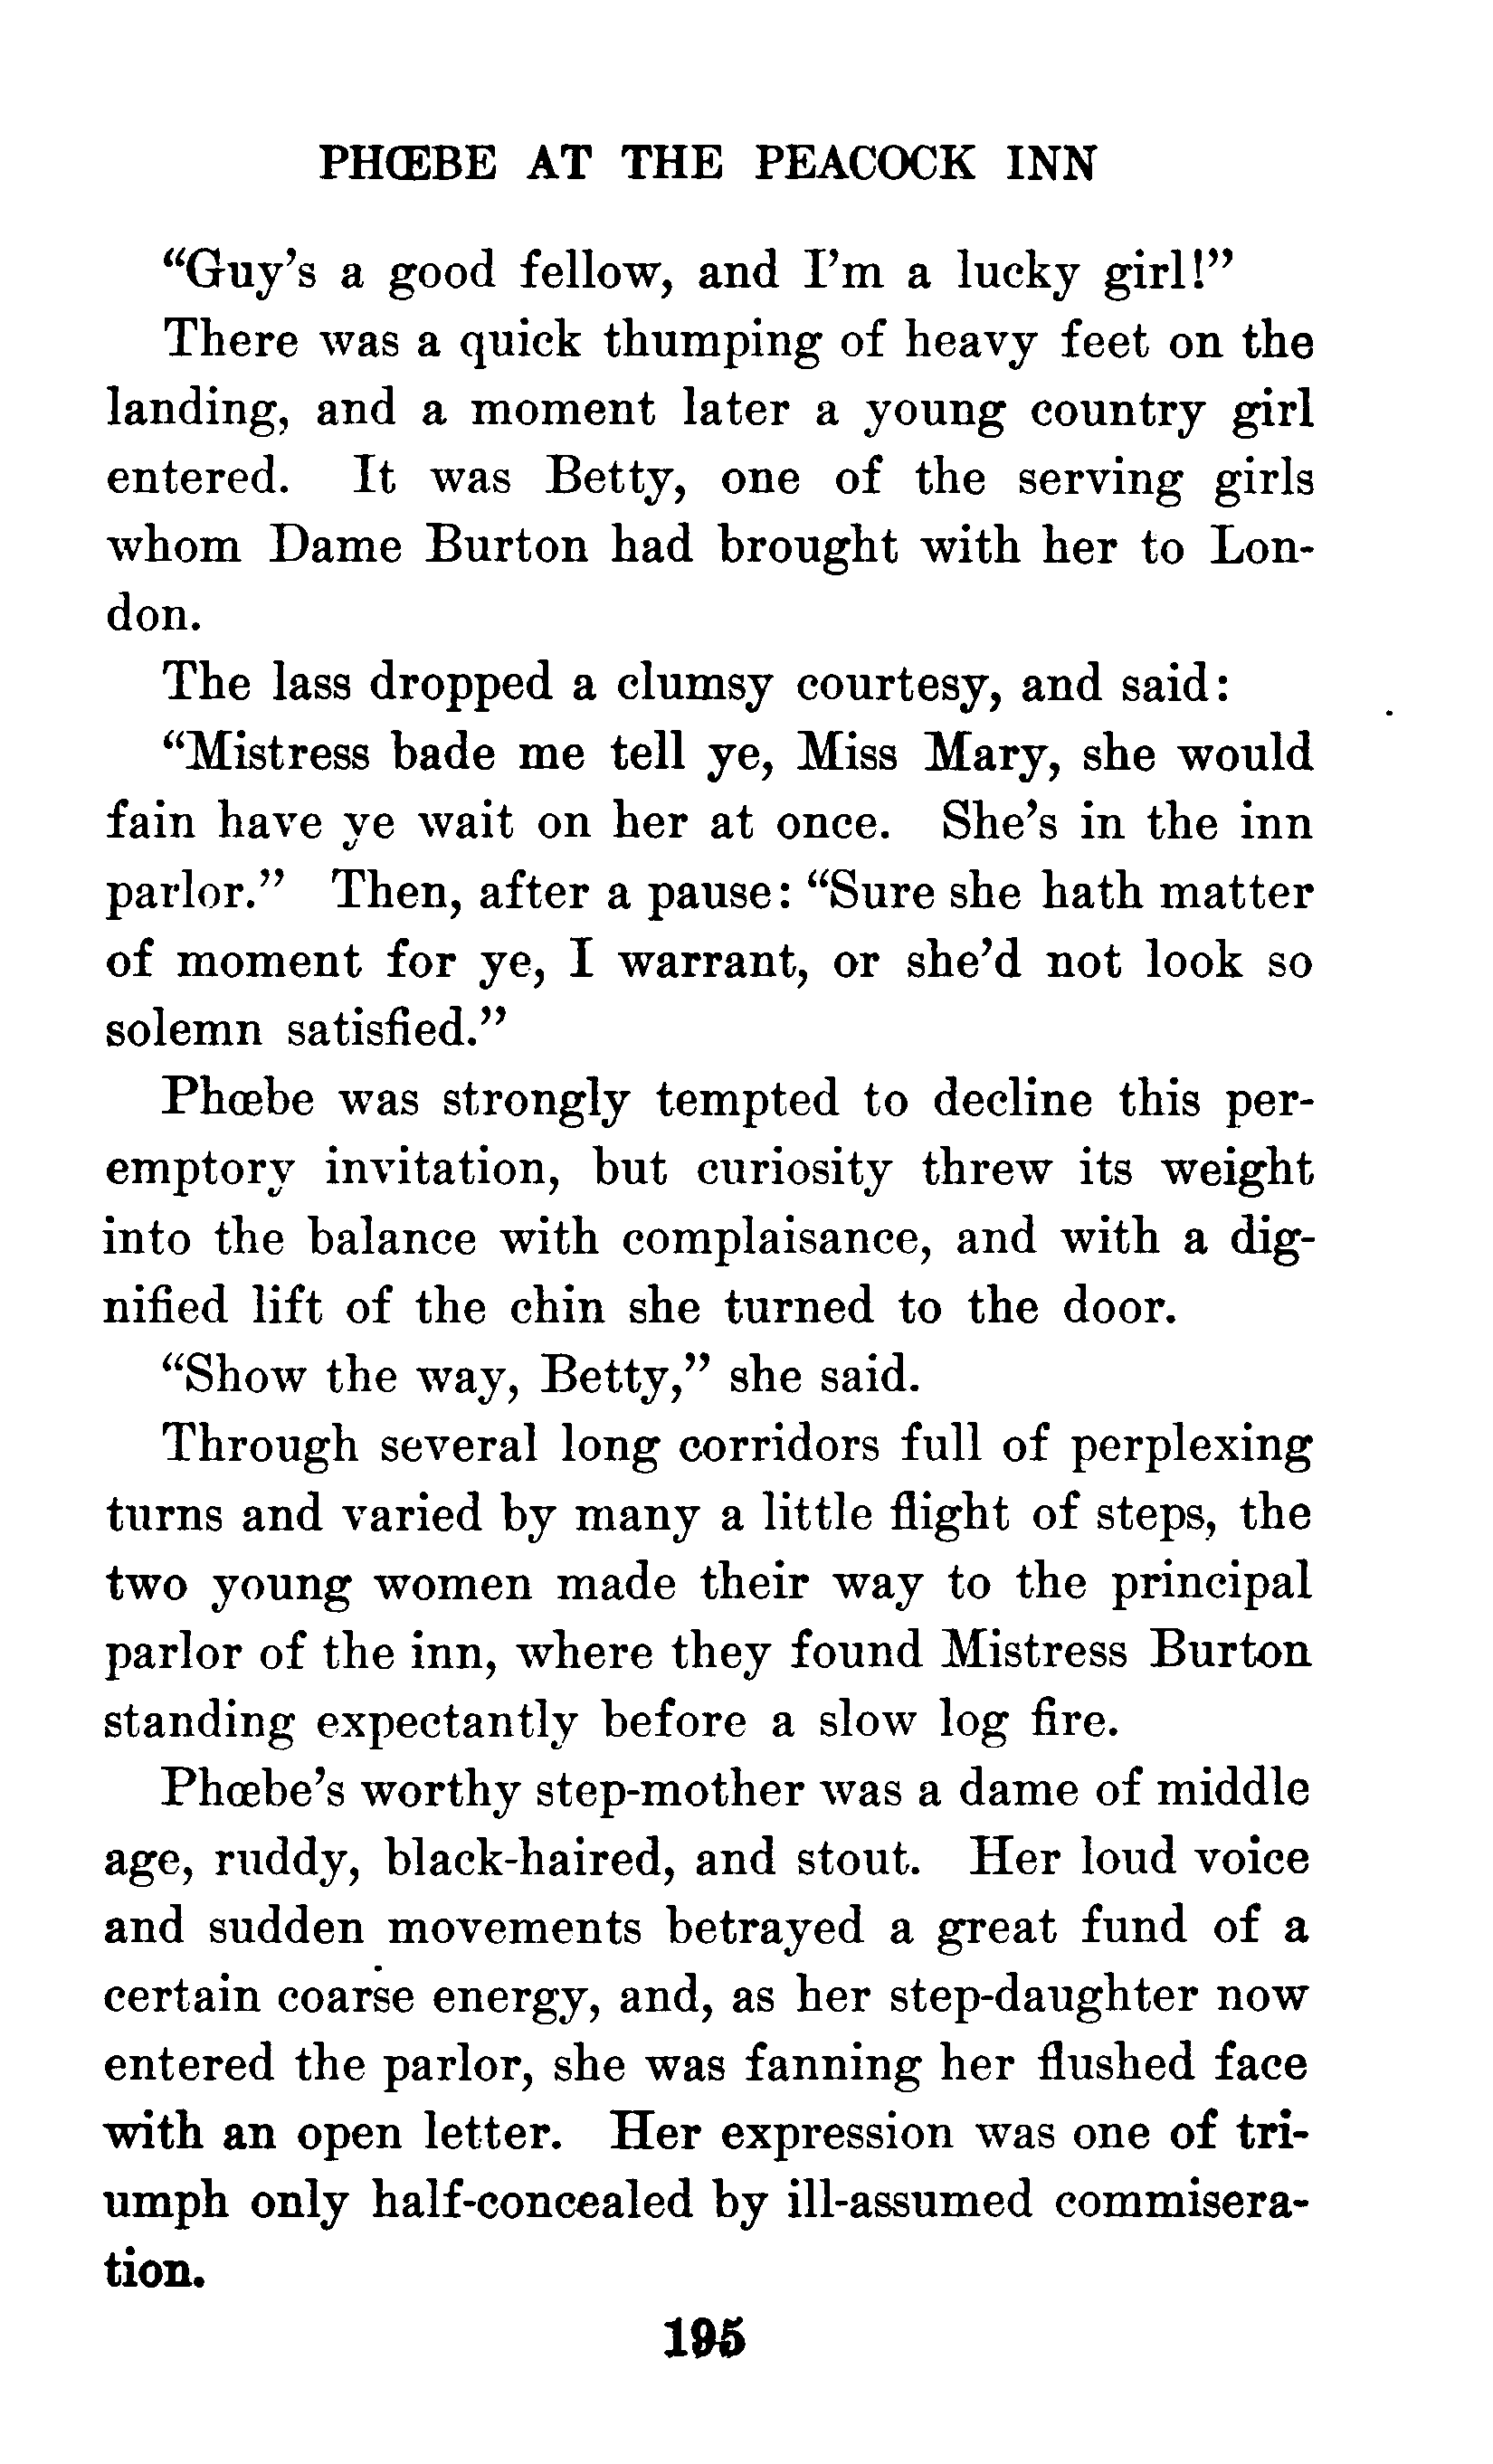 PHŒBE AT THE PEACOCK INN
“Guy’s a good fellow, and I’m a lucky girl!”
There was a quick thumping of heavy feet on the
landing, and a moment later a young country girl
entered. It was Betty, one of the serving girls
whom Dame Burton had brought with her to Lon-
don.
The lass dropped a clumsy courtesy, and said:
“Mistress bade me tell ye, Miss Mary, she would
fain have ye wait on her at once. She’s in the inn
parlor.” Then, after a pause: “Sure she hath matter
of moment for ye, I warrant, or she’d not look so
solemn satisfied.”
Phœbe was strongly tempted to decline this per-
emptory invitation, but curiosity threw its weight
into the balance with complaisance, and with a dig-
nified lift of the chin she turned to the door.
“Show the way, Betty,” she said.
Through several long corridors full of perplexing
turns and varied by many a little flight of steps, the
two young women made their way to the principal
parlor of the inn, where they found Mistress Burton
standing expectantly before a slow log fire.
Phœbe’s worthy step-mother was a dame of middle
age, ruddy, black-haired, and stout. Her loud voice
and sudden movements betrayed a great fund of a
certain coarse energy, and, as her step-daughter now
entered the parlor, she was fanning her flushed face
with an open letter. Her expression was one of tri-
umph only half-concealed by ill-assumed commisera-
tion.
195